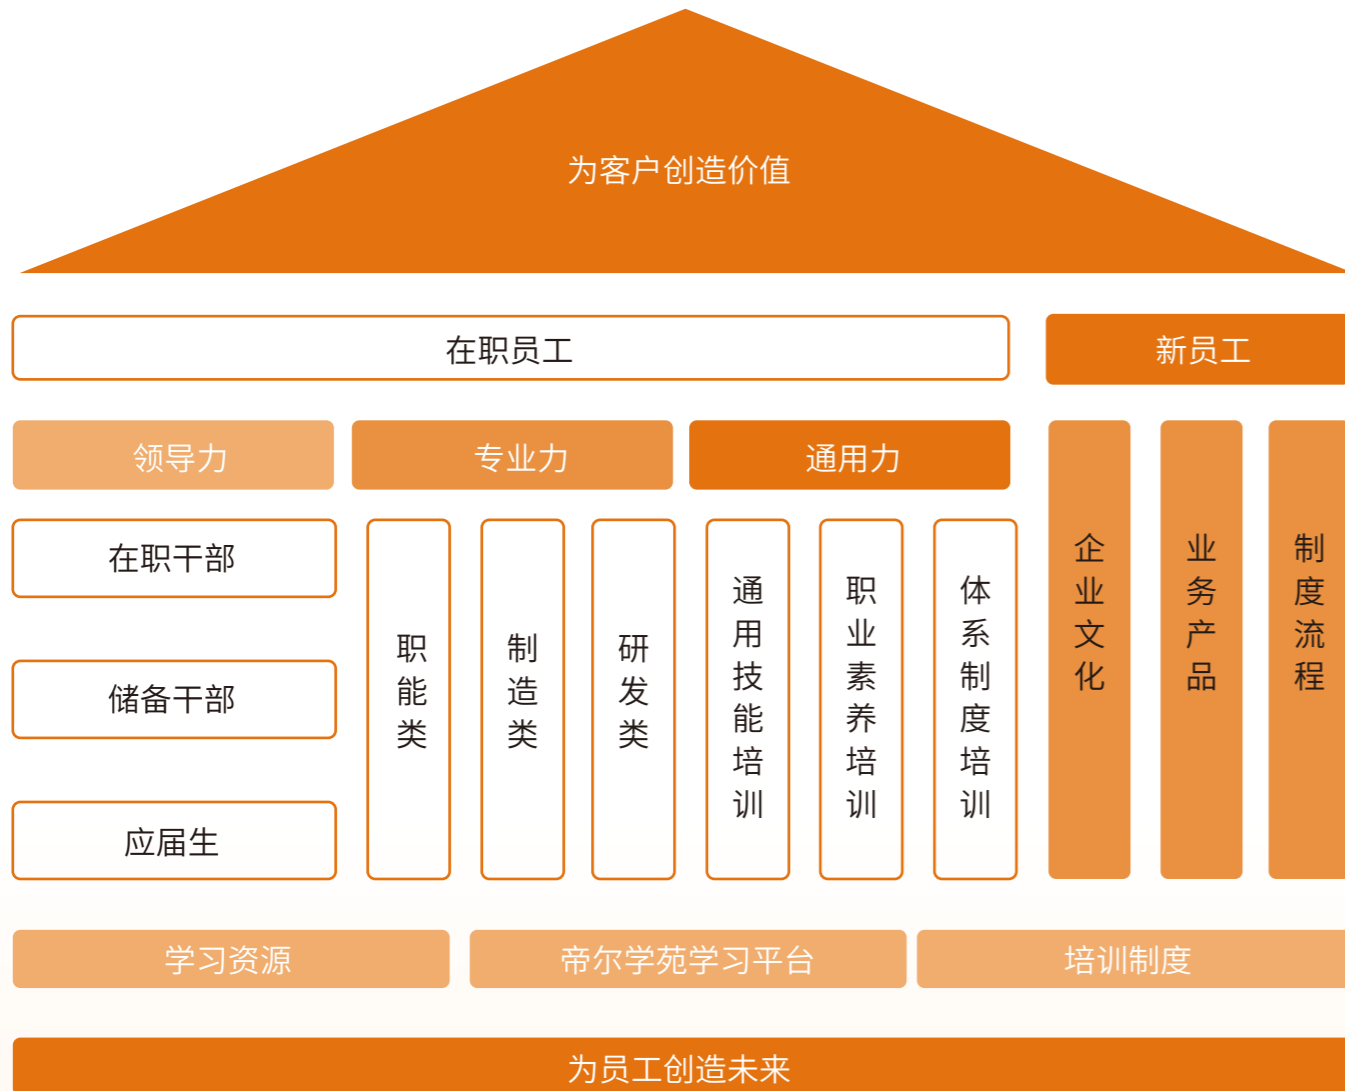 为客户创造价值
在职员工
新员工
领导力
专业力
通用力
在职干部
储备干部
应届生
职能类
制造类
研发类
通用技能培训
职业素养培训
体系制度培训
企业文化
业务产品
制度流程
学习资源
帝尔学苑学习平台
培训制度
为员工创造未来